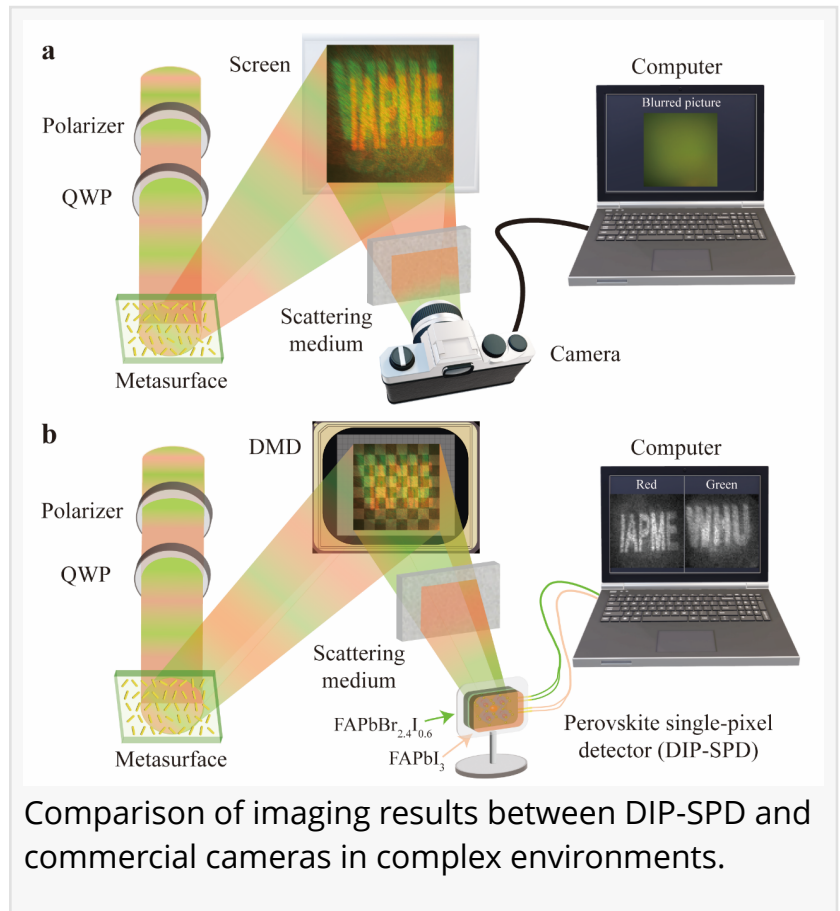 a
Screen
Polarizer
QWP
Metasurface
IAPME
Scattering
medium
Camera
Computer
Blurred picture
b
DMD
Polarizer
QWP
Metasurface
Scattering
medium
FAPbBr2.4I0.6
FAPbI3
Computer
Red
Green
IAPME
Perovskite single-pixel
detector (DIP-SPD)
Comparison of imaging results between DIP-SPD and
commercial cameras in complex environments.